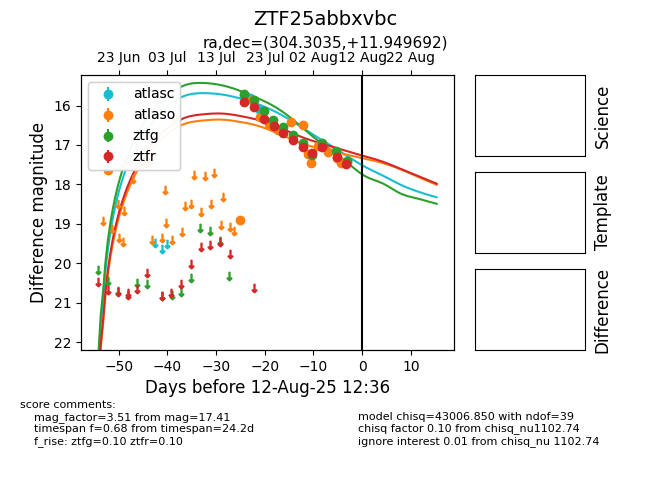 ZTF25abbxvbc
ra,dec=(304.3035,+11.949692)
23 Jun 03 Jul 13 Jul 23 Jul 02 Aug 12 Aug 22 Aug
atlasc
atlaso
ztfg
ztfr
16
17
18
19
20
21
22
Difference magnitude
−50 −40 −30 −20 −10 0 10
Days before 12-Aug-25 12:36
Science
Template
Difference
score comments:
mag_factor=3.51 from mag=17.41
timespan f=0.68 from timespan=24.2d
f_rise: ztfg=0.10 ztfr=0.10
model chisq=43006.850 with ndof=39
chisq factor 0.10 from chisq_nu1102.74
ignore interest 0.01 from chisq_nu 1102.74